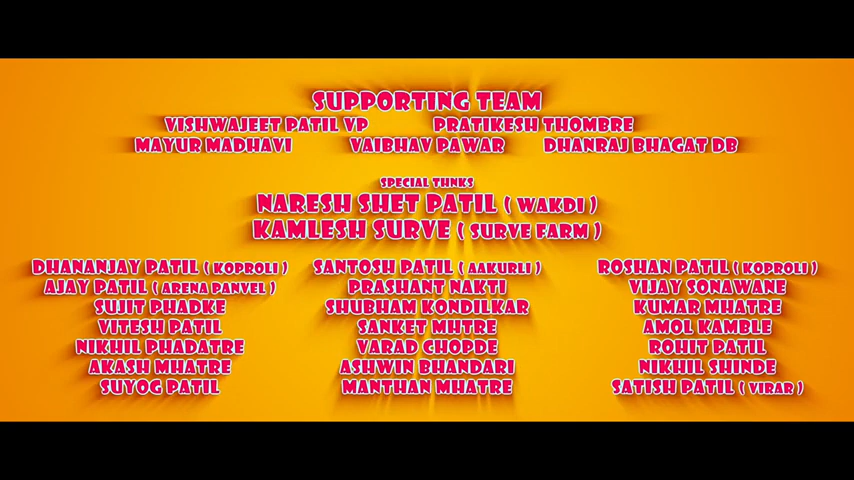 SUPPORTING TEAM
VISHWAJEET PATIL VP PRATIKESH THOMBRE
MAYUR MADHAVI VAIBHAV PAWAR DHANRAJ BHAGAT DB
SPECIAL THNKS
NARESH SHET PATIL ( WAKDI )
KAMLESH SURVE ( SURVE FARM )
DHANANJAY PATIL ( KOPROLI ) SANTOSH PATIL ( AAKURLI ) ROSHAN PATIL ( KOPROLI )
AJAY PATIL ( ARENA PANVEL ) PRASHANT NAKTI VIJAY SONAWANE
SUJIT PHADKE SHUBHAM KONDILKAR KUMAR MHATRE
VITESH PATIL SANKET MHTRE AMOL KAMBLE
NIKHIL PHADATRE VARAD CHOPDE ROHIT PATIL
AKASH MHATRE ASHWIN BHANDARI NIKHIL SHINDE
SUYOG PATIL MANTHAN MHATRE SATISH PATIL ( VIRAR )